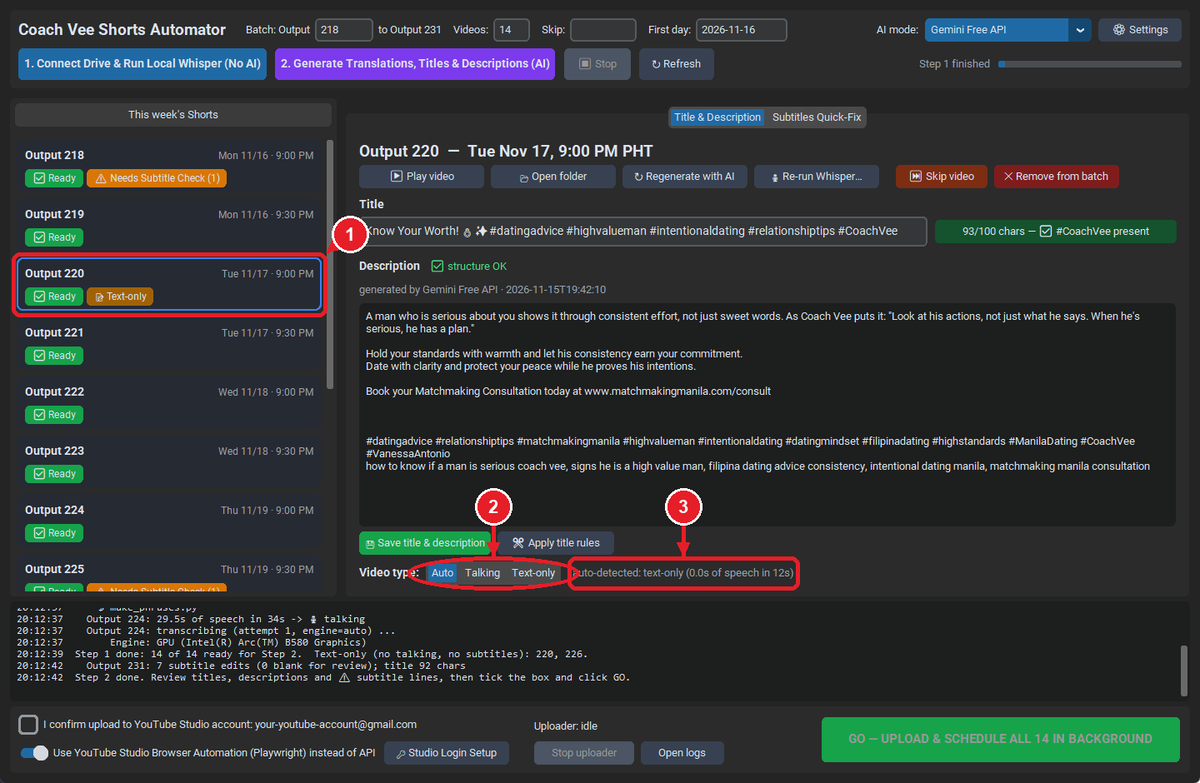 Coach Vee Shorts Automator
Batch: Output 218 to Output 231 Videos: 14 Skip: First day: 2026-11-16
AI mode: Gemini Free API Settings
1. Connect Drive & Run Local Whisper (No AI)
2. Generate Translations, Titles & Descriptions (AI)
Stop
Refresh
Step 1 finished
This week's Shorts
Output 218 Mon 11/16 · 9:00 PM
Ready Needs Subtitle Check (1)
Output 219 Mon 11/16 · 9:30 PM
Ready
Output 220 Tue 11/17 · 9:00 PM
Ready Text-only
Output 221 Tue 11/17 · 9:30 PM
Ready
Output 222 Wed 11/18 · 9:00 PM
Ready
Output 223 Wed 11/18 · 9:30 PM
Ready
Output 224 Thu 11/19 · 9:00 PM
Ready
Output 225 Thu 11/19 · 9:30 PM
Ready Needs Subtitle Check (1)
1
Title & Description Subtitles Quick-Fix
Output 220 — Tue Nov 17, 9:00 PM PHT
Play video
Open folder
Regenerate with AI
Re-run Whisper...
Skip video
Remove from batch
Title
Know Your Worth! #datingadvice #highvalueman #intentionaldating #relationshiptips #CoachVee
93/100 chars — #CoachVee present
Description structure OK
generated by Gemini Free API · 2026-11-15T19:42:10
A man who is serious about you shows it through consistent effort, not just sweet words. As Coach Vee puts it: "Look at his actions, not just what he says. When he's
serious, he has a plan."
Hold your standards with warmth and let his consistency earn your commitment.
Date with clarity and protect your peace while he proves his intentions.
Book your Matchmaking Consultation today at www.matchmakingmanila.com/consult
#datingadvice #relationshiptips #matchmakingmanila #highvalueman #intentionaldating #datingmindset #filipinadating #highstandards #ManilaDating #CoachVee
#VanessaAntonio
how to know if a man is serious coach vee, signs he is a high value man, filipina dating advice consistency, intentional dating manila, matchmaking manila consultation
2
3
Save title & description
Apply title rules
Video type: Auto Talking Text-only auto-detected: text-only (0.0s of speech in 12s)
20:12:37 make_phrases.py
20:12:37 Output 224: 29.5s of speech in 34s -> talking
20:12:37 Output 224: transcribing (attempt 1, engine=auto) ...
20:12:37 Engine: GPU (Intel(R) Arc(TM) B580 Graphics)
20:12:39 Step 1 done: 14 of 14 ready for Step 2. Text-only (no talking, no subtitles): 220, 226.
20:12:42 Output 231: 7 subtitle edits (0 blank for review); title 92 chars
20:12:42 Step 2 done. Review titles, descriptions and ⚠ subtitle lines, then tick the box and click GO.
I confirm upload to YouTube Studio account: your-youtube-account@gmail.com
Use YouTube Studio Browser Automation (Playwright) instead of API
Studio Login Setup
Uploader: idle
Stop uploader
Open logs
GO — UPLOAD & SCHEDULE ALL 14 IN BACKGROUND